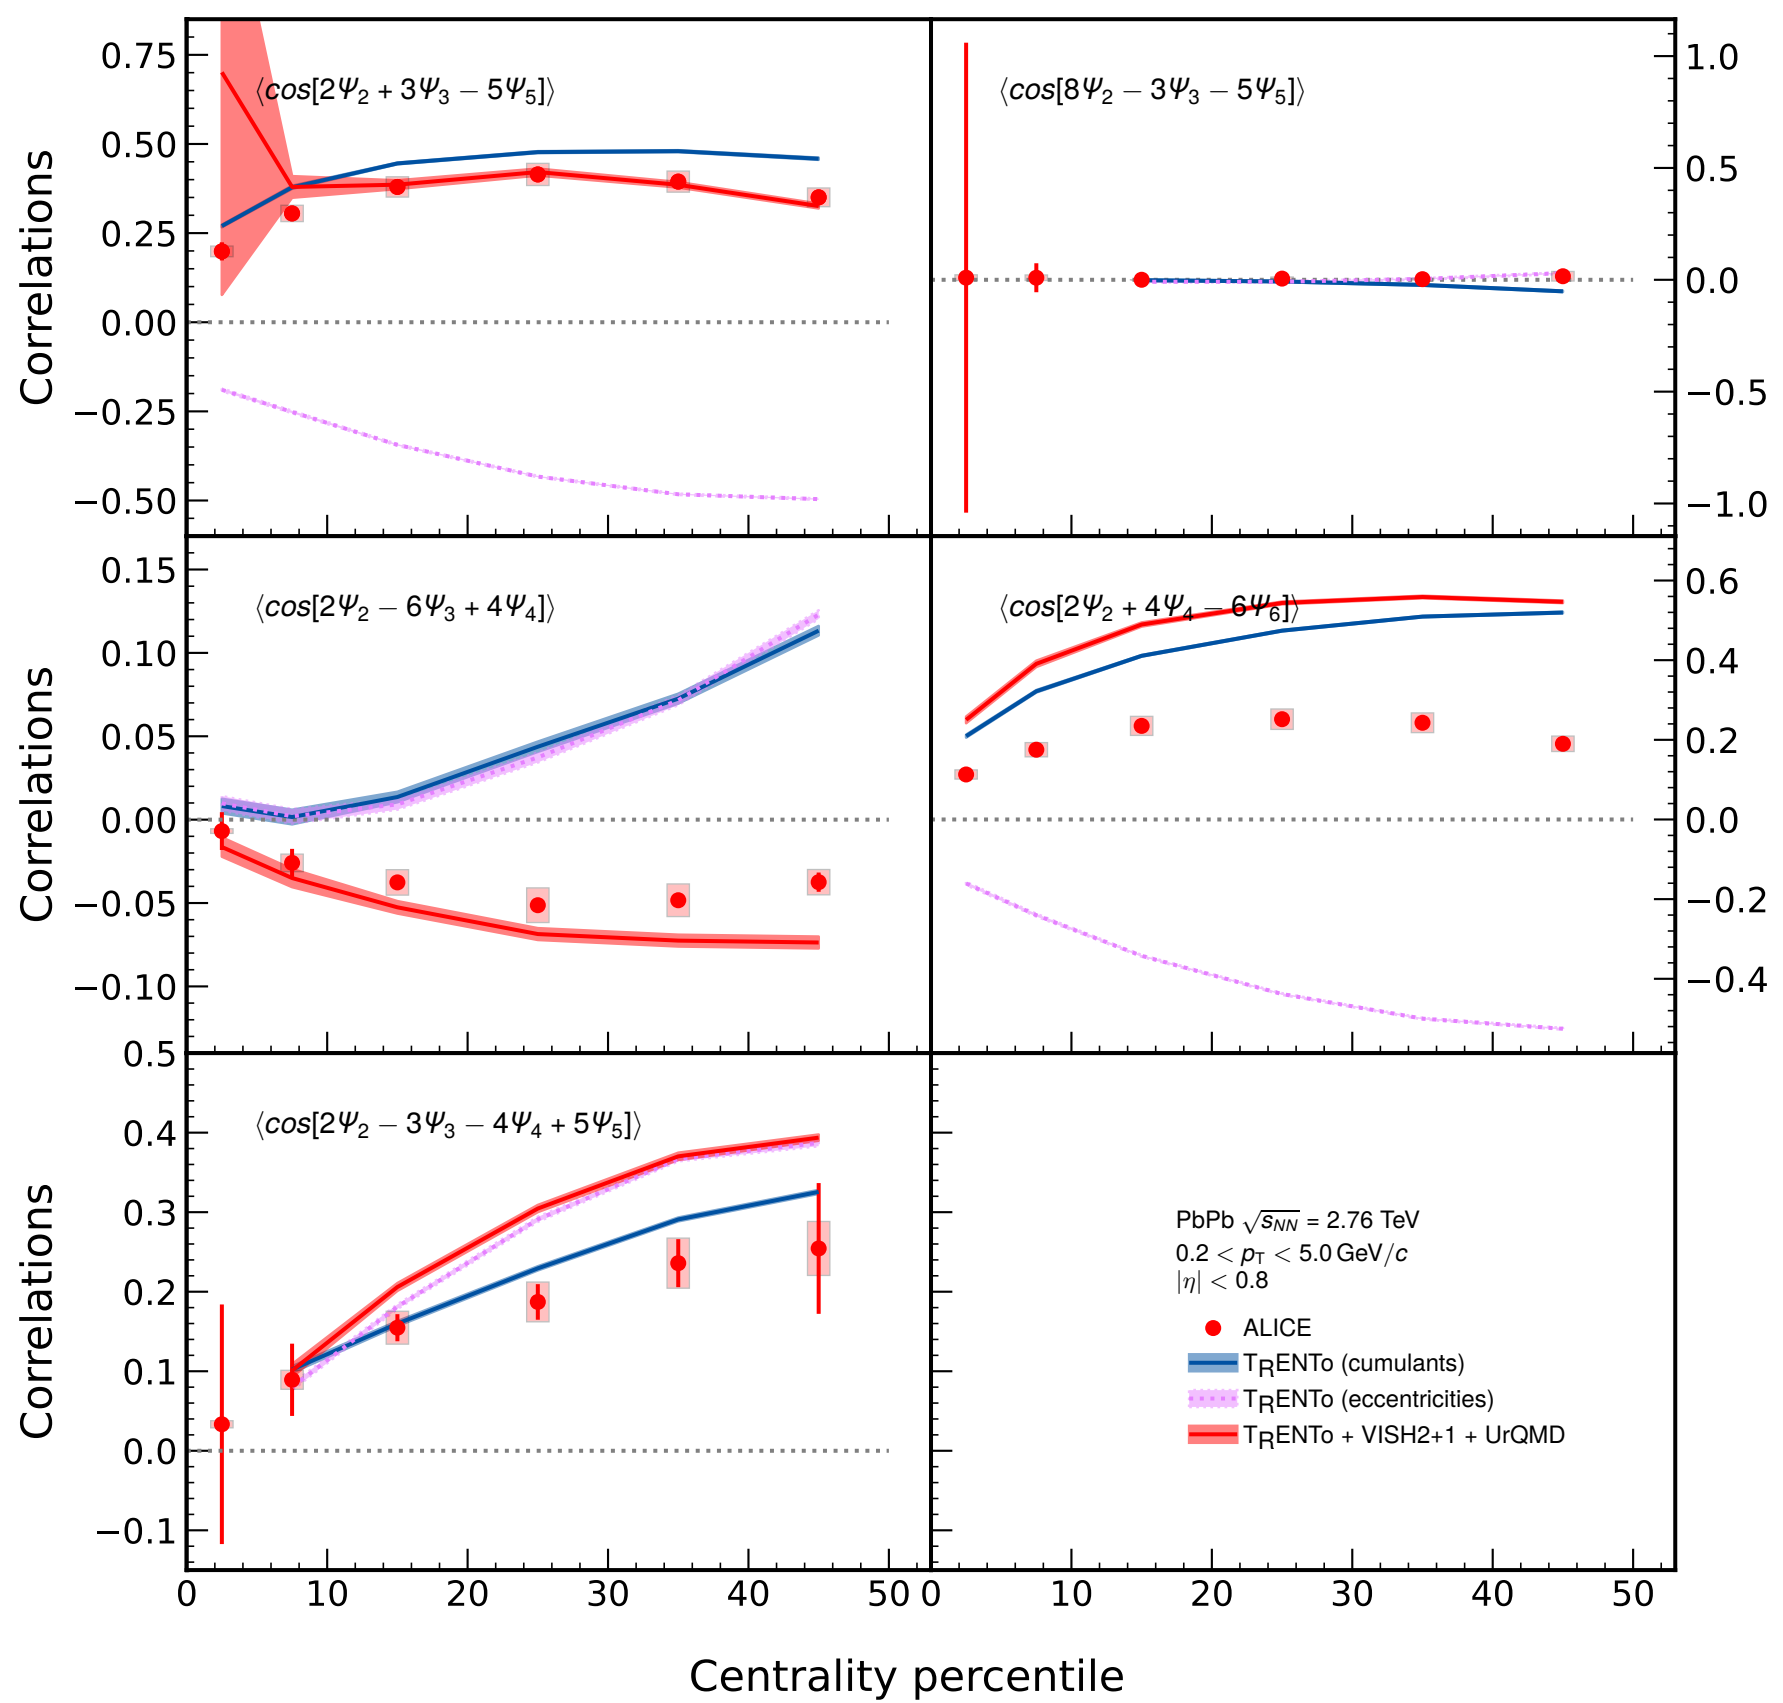 0.75
0.50
0.25
0.00
−0.25
−0.50
Correlations
⟨cos[2Ψ₂ + 3Ψ₃ − 5Ψ₅]⟩
⟨cos[8Ψ₂ − 3Ψ₃ − 5Ψ₅]⟩
1.0
0.5
0.0
−0.5
−1.0
0.15
0.10
0.05
0.00
−0.05
−0.10
Correlations
⟨cos[2Ψ₂ − 6Ψ₃ + 4Ψ₄]⟩
⟨cos[2Ψ₂ + 4Ψ₄ − 6Ψ₆]⟩
0.6
0.4
0.2
0.0
−0.2
−0.4
0.5
0.4
0.3
0.2
0.1
0.0
−0.1
Correlations
⟨cos[2Ψ₂ − 3Ψ₃ − 4Ψ₄ + 5Ψ₅]⟩
PbPb √s_NN = 2.76 TeV
0.2 < p_T < 5.0 GeV/c
|η| < 0.8
ALICE
TRENTo (cumulants)
TRENTo (eccentricities)
TRENTo + VISH2+1 + UrQMD
0 10 20 30 40 50 0 10 20 30 40 50
Centrality percentile